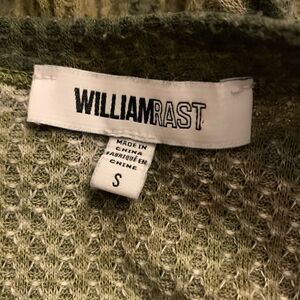 WILLIAMRAST
MADE IN
CHINA
FABRIQUÉ EN
CHINE
S